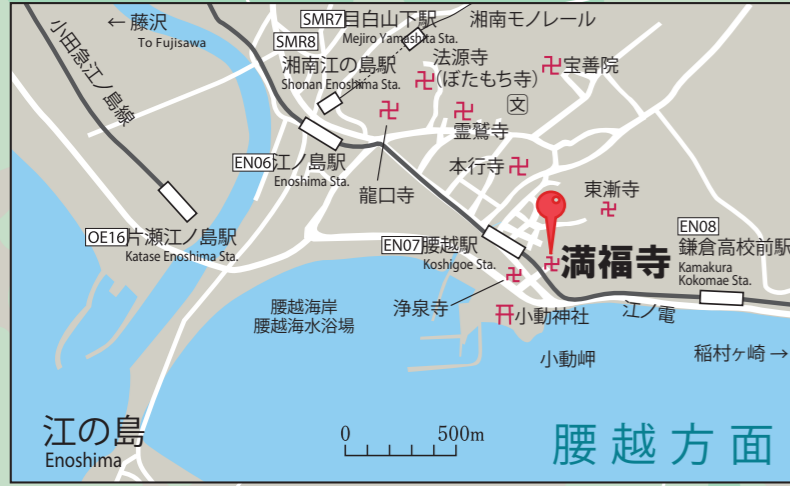 ← 藤沢
To Fujisawa
小田急江ノ島線
SMR7 目白山下駅
Mejiro Yamashita Sta.
湘南モノレール
SMR8
湘南江の島駅
Shonan Enoshima Sta.
法源寺
(ぼたもち寺)
宝善院
文
霊鷲寺
本行寺
東漸寺
EN06 江ノ島駅
Enoshima Sta.
龍口寺
OE16 片瀬江ノ島駅
Katase Enoshima Sta.
EN07 腰越駅
Koshigoe Sta.
満福寺
EN08
鎌倉高校前駅
Kamakura
Kokomae Sta.
腰越海岸
腰越海水浴場
浄泉寺
小動神社
江ノ電
小動岬
稲村ヶ崎 →
江の島
Enoshima
0 500m
腰越方面